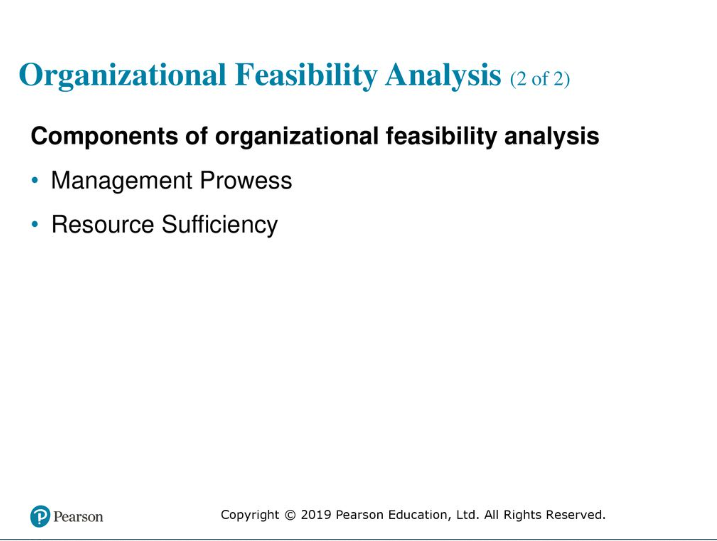 Organizational Feasibility Analysis (2 of 2)
Components of organizational feasibility analysis
• Management Prowess
• Resource Sufficiency
Pearson
Copyright © 2019 Pearson Education, Ltd. All Rights Reserved.